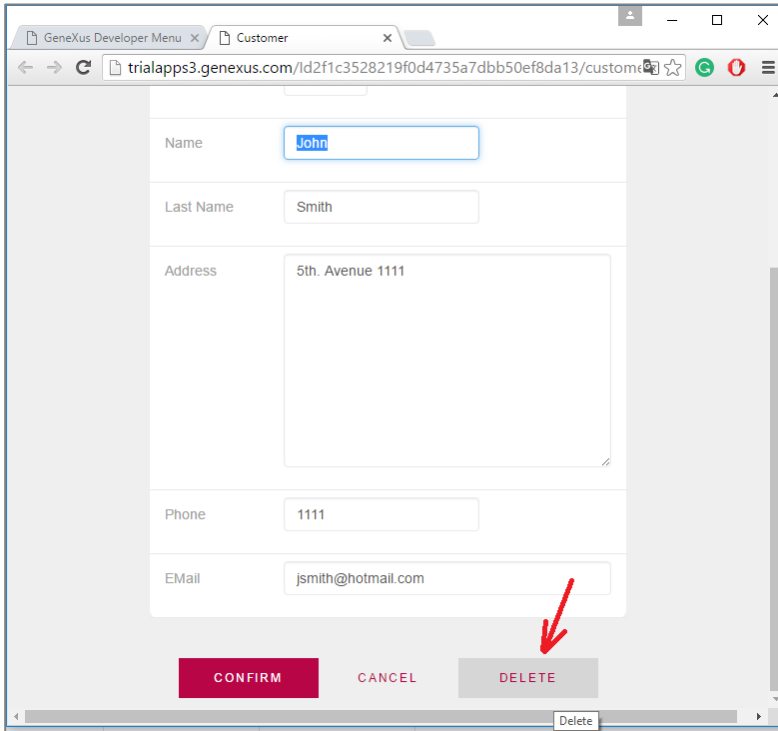 GeneXus Developer Menu
Customer
trialapps3.genexus.com/Id2f1c3528219f0d4735a7dbb50ef8da13/custome
Name John
Last Name Smith
Address 5th. Avenue 1111
Phone 1111
EMail jsmith@hotmail.com
CONFIRM CANCEL DELETE
Delete